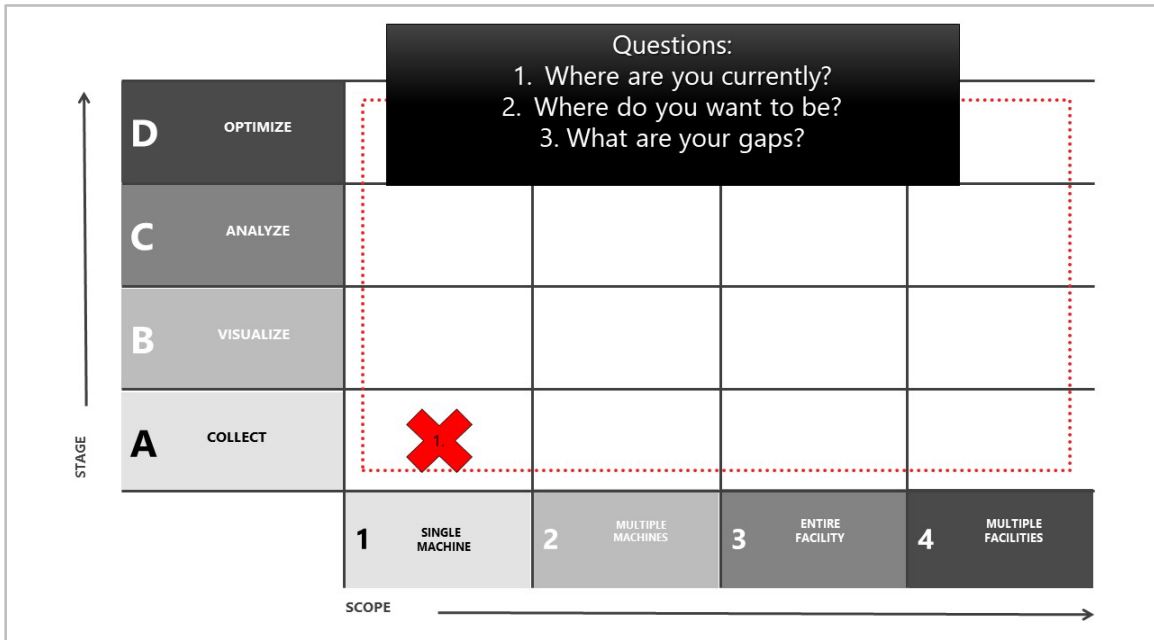 Questions:
1. Where are you currently?
2. Where do you want to be?
3. What are your gaps?
D OPTIMIZE
C ANALYZE
B VISUALIZE
A COLLECT
1.
STAGE
1 SINGLE
MACHINE
2 MULTIPLE
MACHINES
3 ENTIRE
FACILITY
4 MULTIPLE
FACILITIES
SCOPE